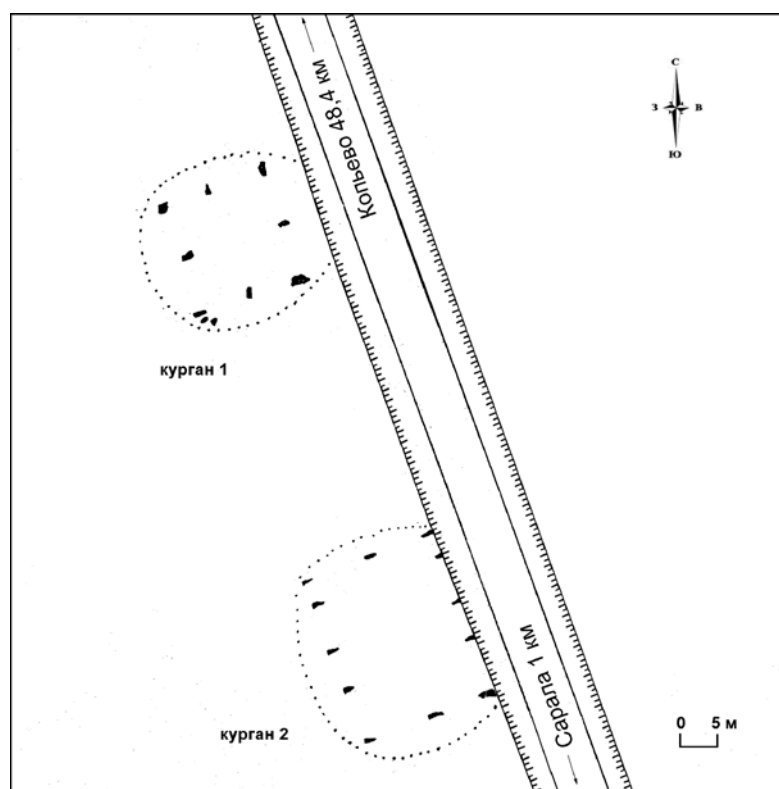 С
З В
Ю
Копьево 48,4 км
курган 1
курган 2
Сарала 1 км
0 5 м